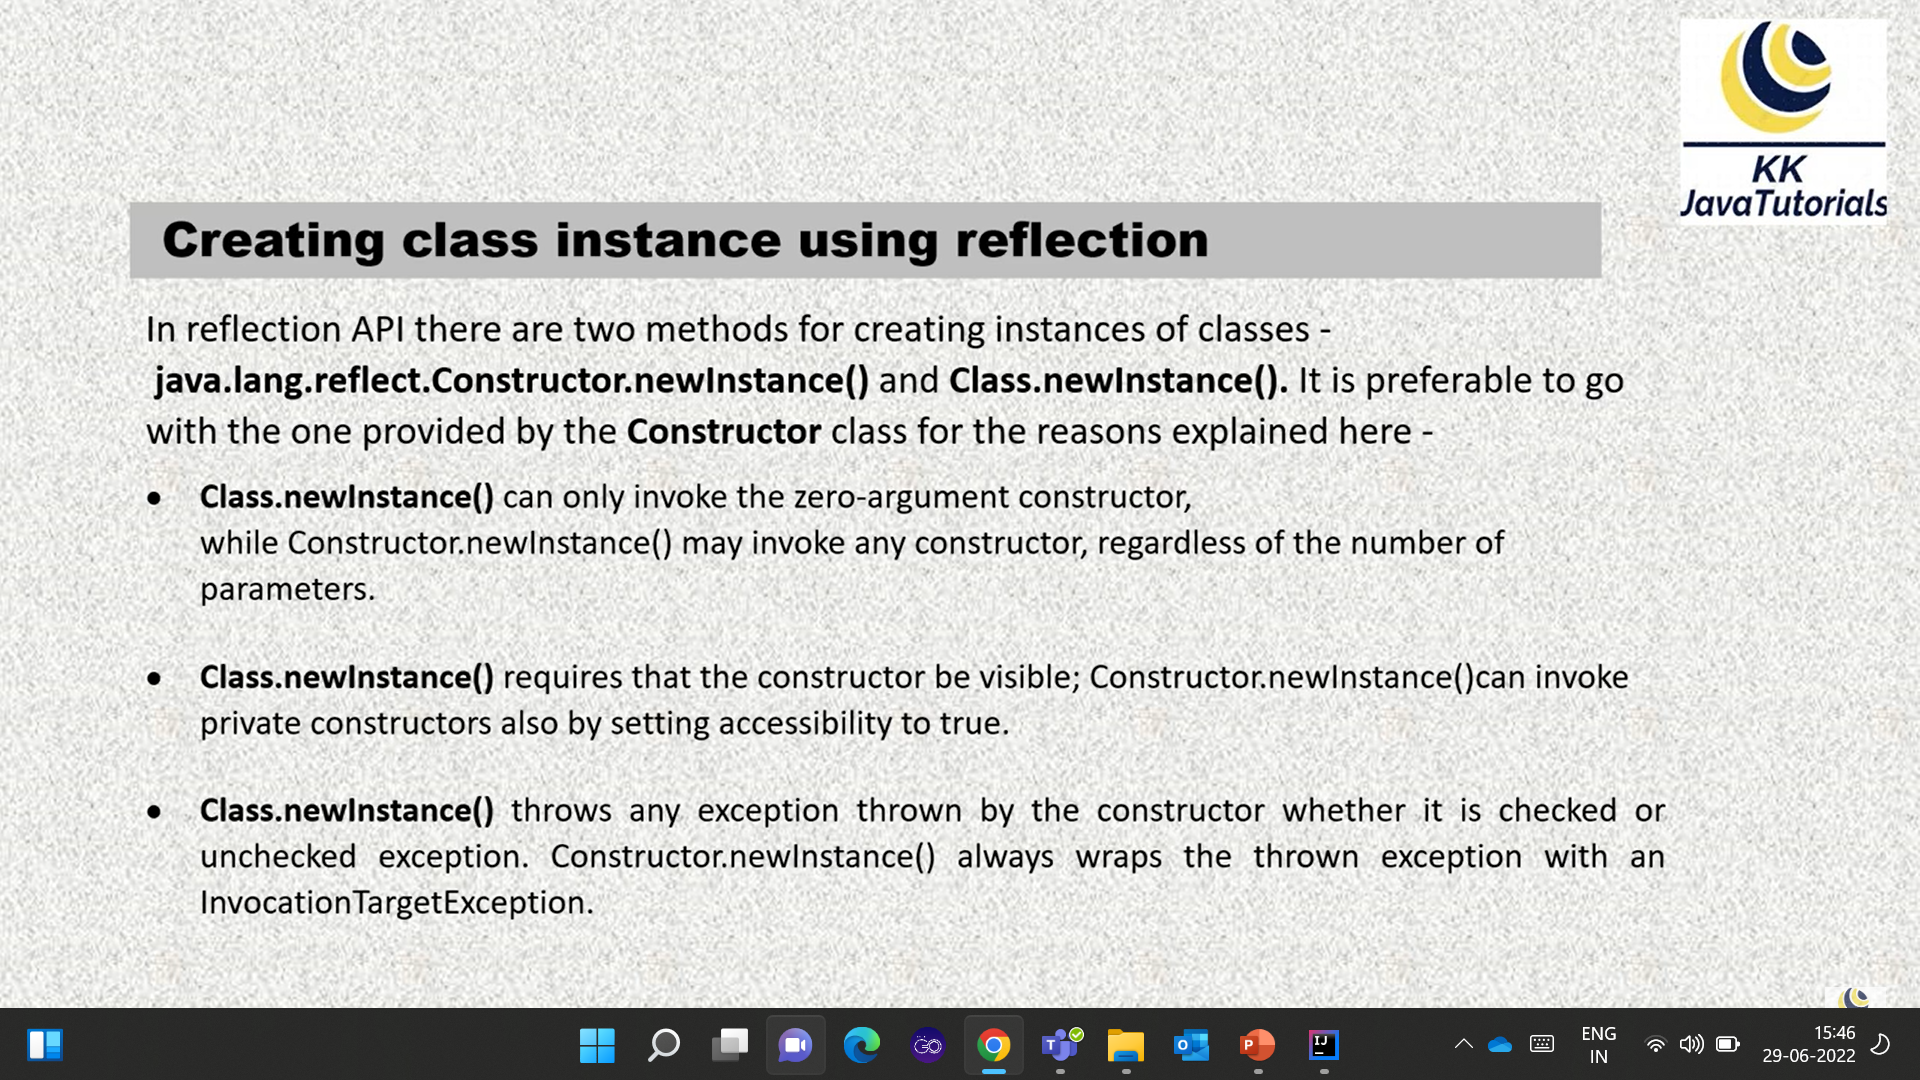 KK
JavaTutorials
Creating class instance using reflection
In reflection API there are two methods for creating instances of classes -
java.lang.reflect.Constructor.newInstance() and Class.newInstance(). It is preferable to go
with the one provided by the Constructor class for the reasons explained here -
• Class.newInstance() can only invoke the zero-argument constructor,
while Constructor.newInstance() may invoke any constructor, regardless of the number of
parameters.
• Class.newInstance() requires that the constructor be visible; Constructor.newInstance()can invoke
private constructors also by setting accessibility to true.
• Class.newInstance() throws any exception thrown by the constructor whether it is checked or
unchecked exception. Constructor.newInstance() always wraps the thrown exception with an
InvocationTargetException.
GO
T
O
P
IJ
ENG
IN
15:46
29-06-2022